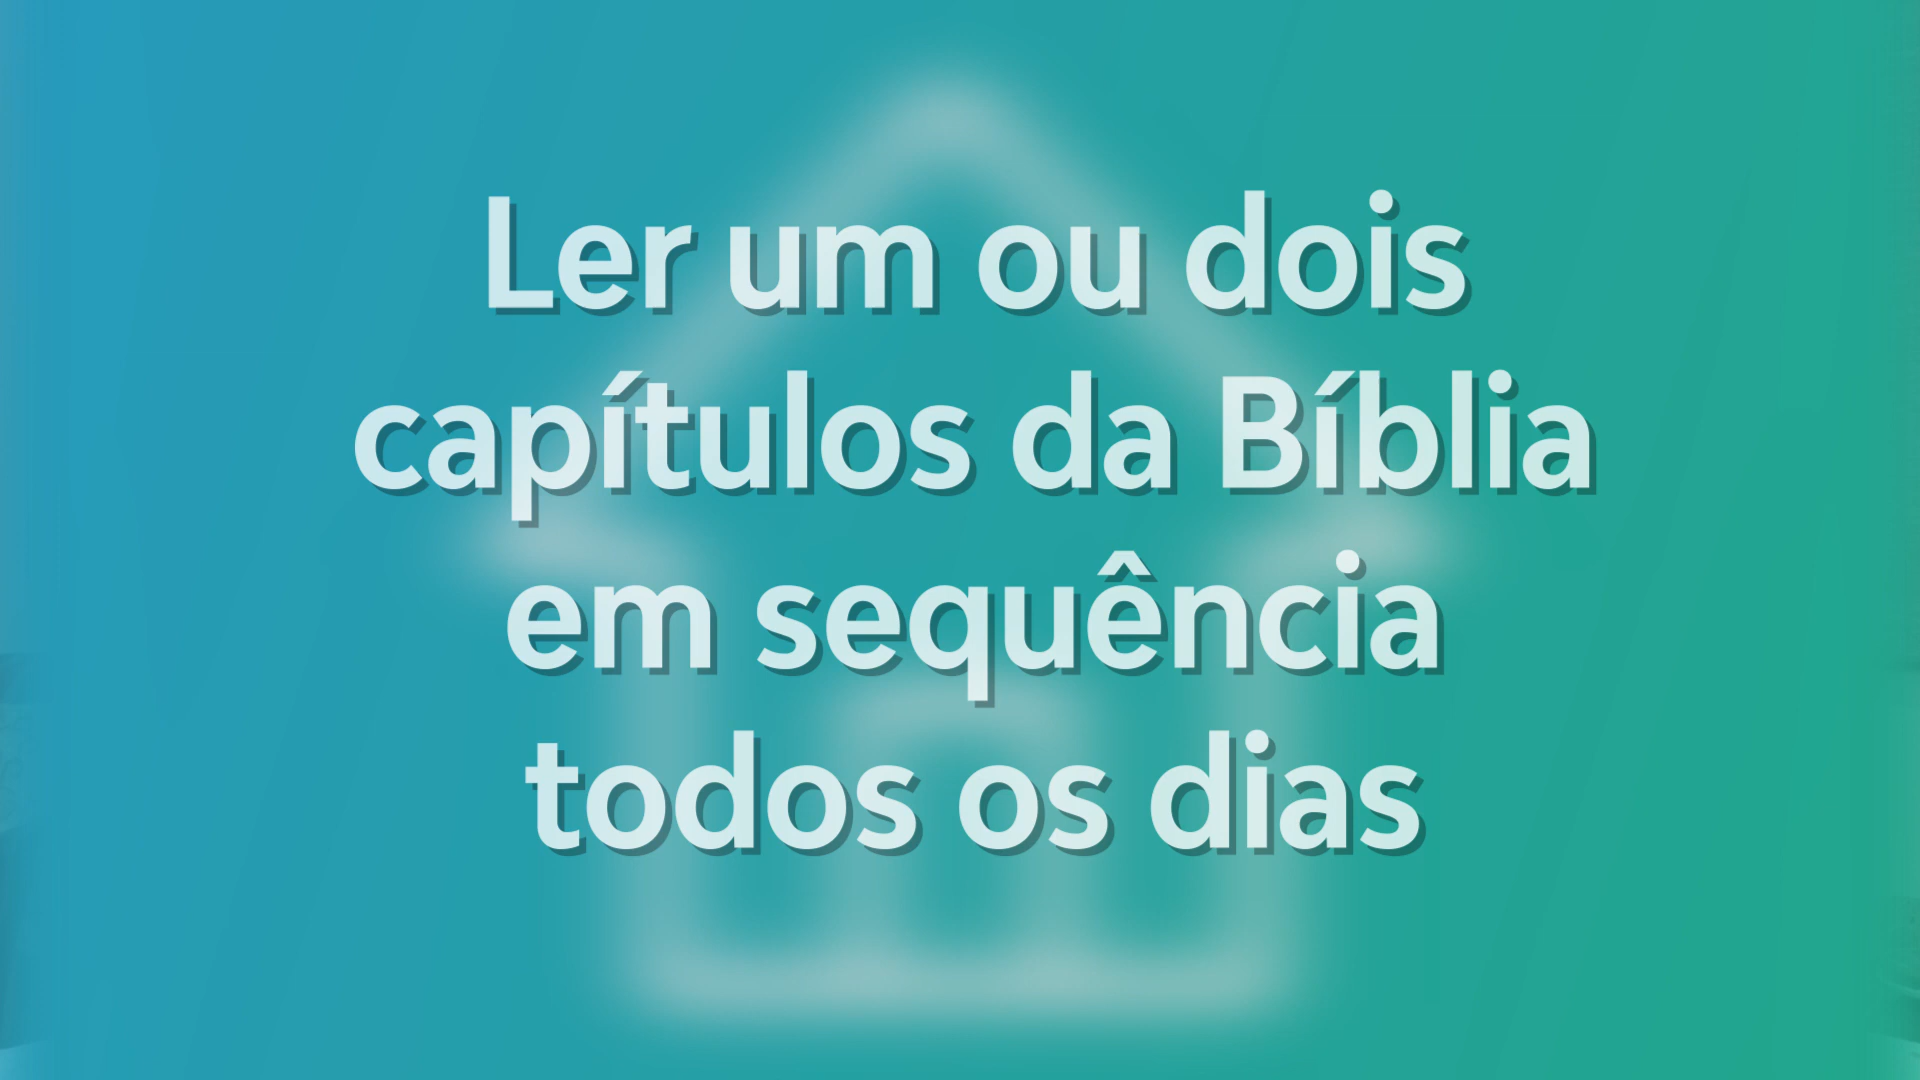 Ler um ou dois
capítulos da Bíblia
em sequência
todos os dias